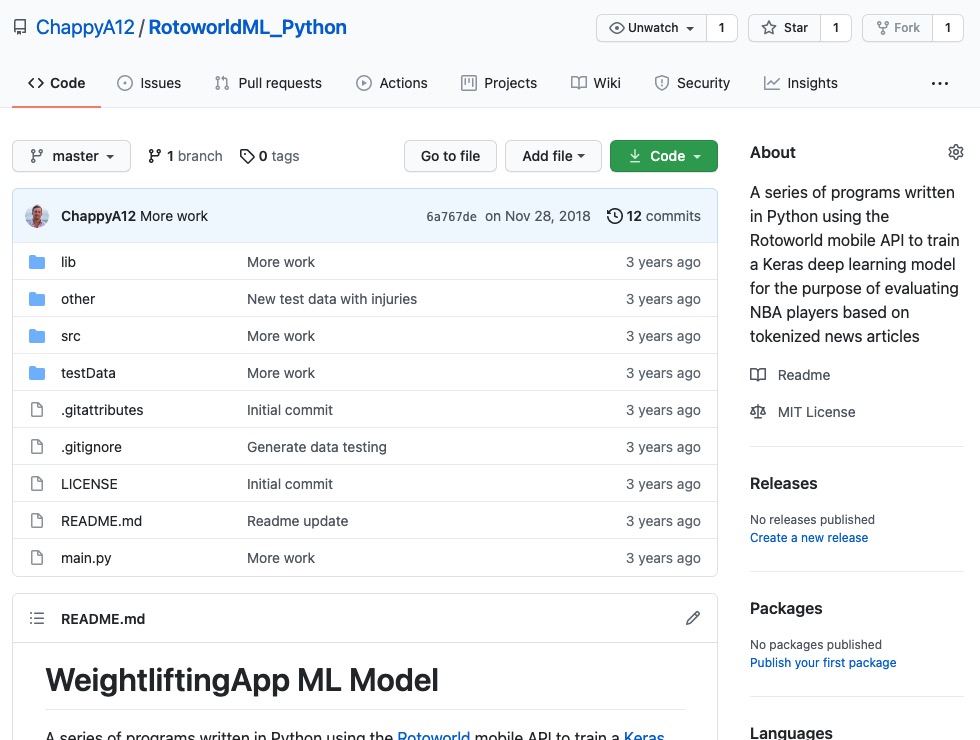 ChappyA12 / RotoworldML_Python
Unwatch 1 Star 1 Fork 1
Code Issues Pull requests Actions Projects Wiki Security Insights ...
master 1 branch 0 tags Go to file Add file Code
ChappyA12 More work 6a767de on Nov 28, 2018 12 commits
lib More work 3 years ago
other New test data with injuries 3 years ago
src More work 3 years ago
testData More work 3 years ago
.gitattributes Initial commit 3 years ago
.gitignore Generate data testing 3 years ago
LICENSE Initial commit 3 years ago
README.md Readme update 3 years ago
main.py More work 3 years ago
README.md
WeightliftingApp ML Model
A series of programs written in Python using the Rotoworld mobile API to train a Keras
About
A series of programs written
in Python using the
Rotoworld mobile API to train
a Keras deep learning model
for the purpose of evaluating
NBA players based on
tokenized news articles
Readme
MIT License
Releases
No releases published
Create a new release
Packages
No packages published
Publish your first package
Languages